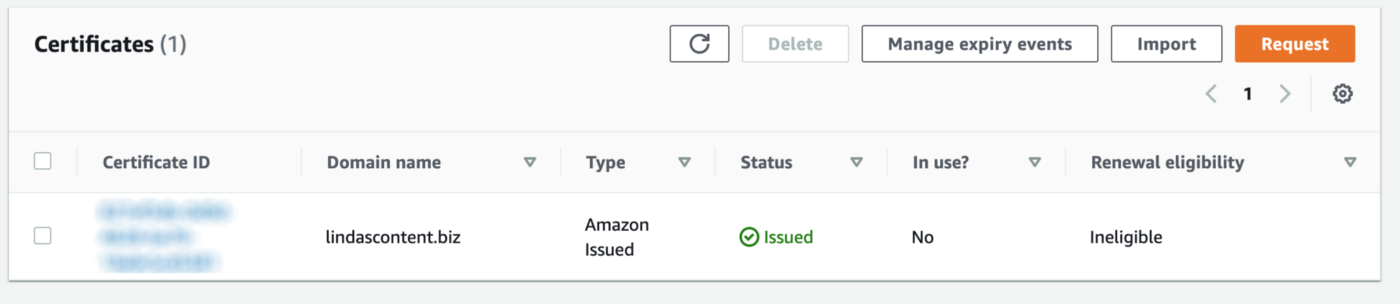 Certificates (1)
Delete Manage expiry events Import Request
1
Certificate ID Domain name Type Status In use? Renewal eligibility
lindascontent.biz Amazon Issued Issued No Ineligible